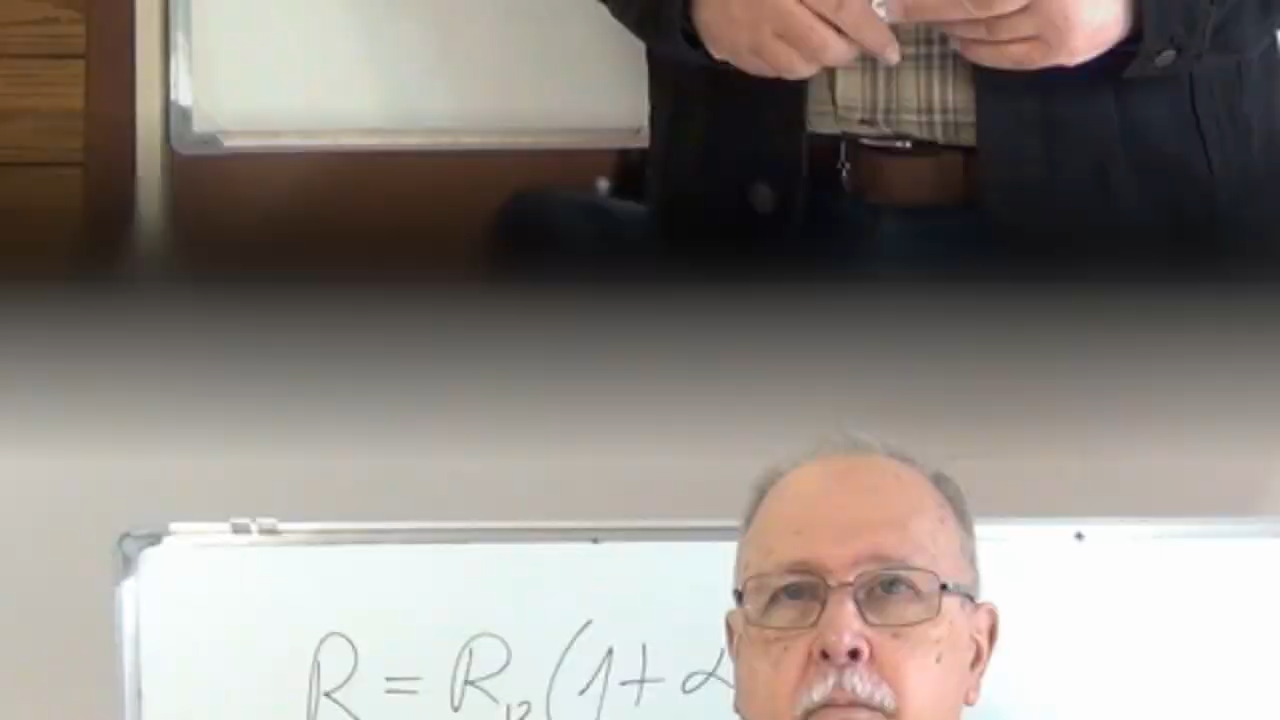 R = R₁₂(1 + α